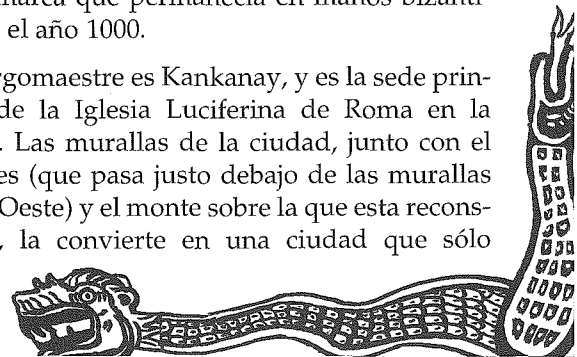 marca que permanecía en manos bizanti-
el año 1000.
rgomaestre es Kankanay, y es la sede prin-
de la Iglesia Luciferina de Roma en la
. Las murallas de la ciudad, junto con el
es (que pasa justo debajo de las murallas
Oeste) y el monte sobre la que esta recons-
, la convierte en una ciudad que sólo